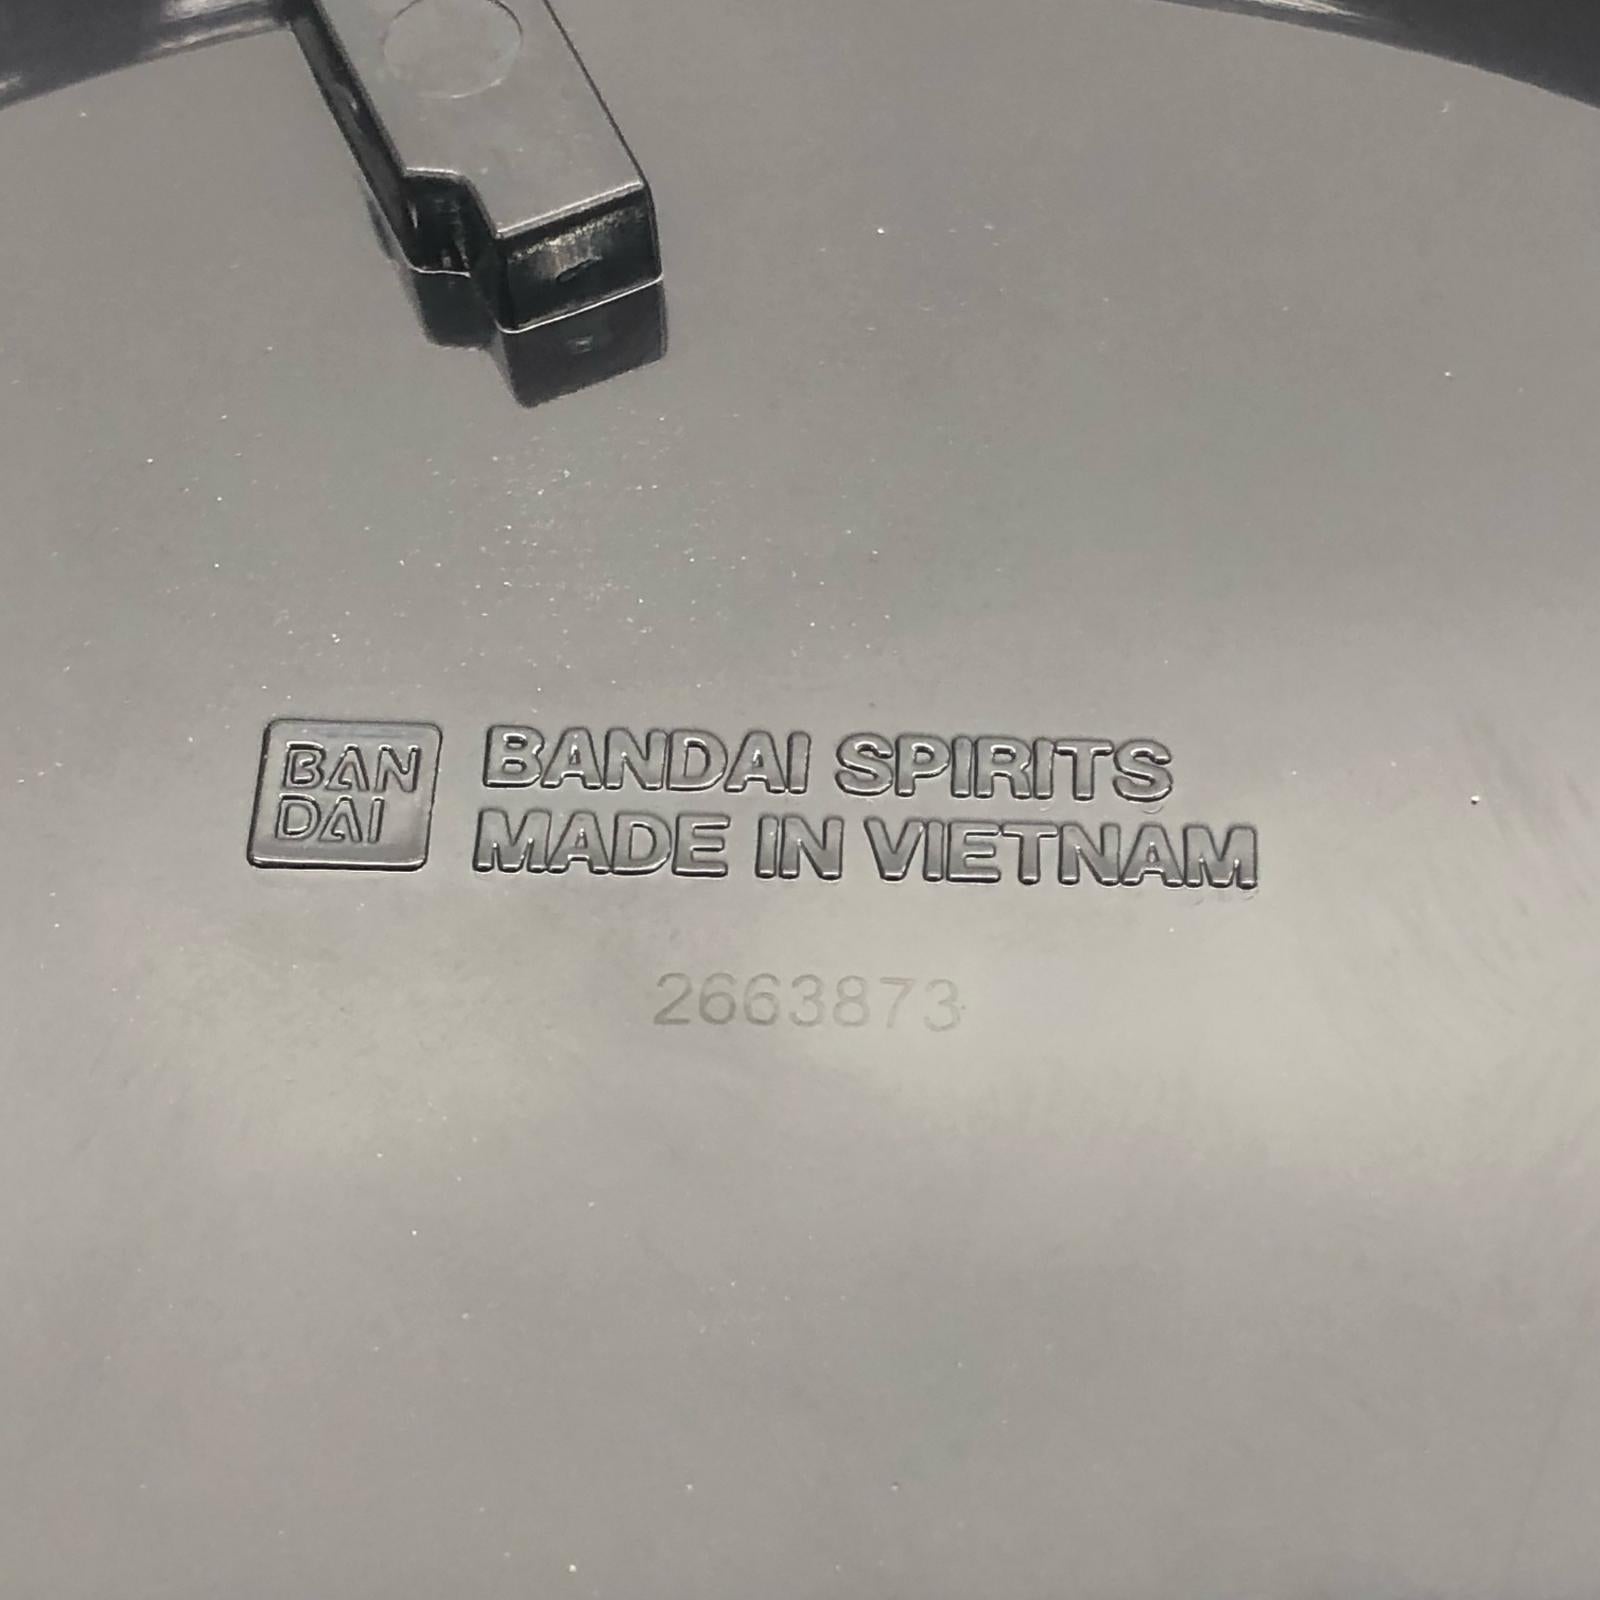 BAN
DAI
BANDAI SPIRITS
MADE IN VIETNAM
2663873